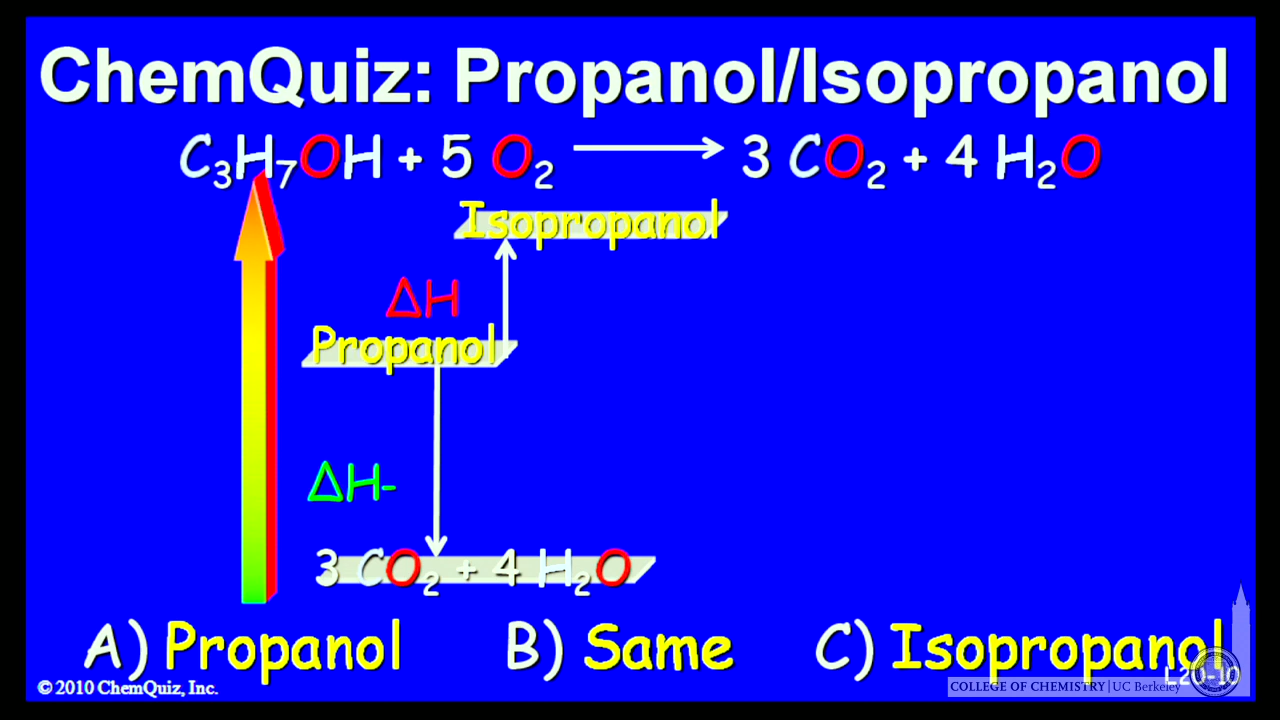 ChemQuiz: Propanol/Isopropanol
C₃H₇OH + 5 O₂ ⟶ 3 CO₂ + 4 H₂O
Isopropanol
ΔH
Propanol
ΔH-
3 CO₂ + 4 H₂O
A) Propanol B) Same C) Isopropanol
© 2010 ChemQuiz, Inc.
COLLEGE OF CHEMISTRY | UC Berkeley
L20-10